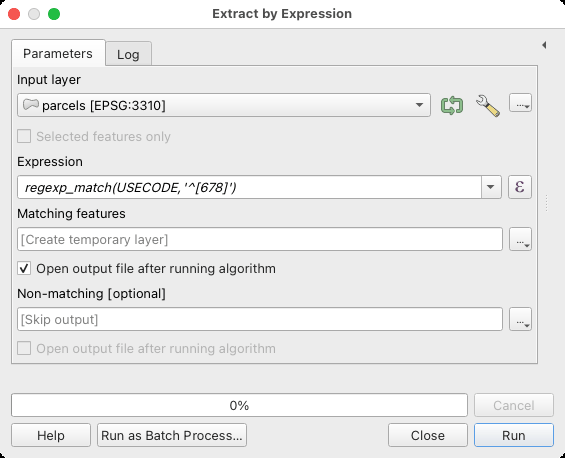 Extract by Expression
Parameters
Log
Input layer
parcels [EPSG:3310]
...
Selected features only
Expression
regexp_match(USECODE, '^[678]')
ε
Matching features
[Create temporary layer]
...
Open output file after running algorithm
Non-matching [optional]
[Skip output]
...
Open output file after running algorithm
0%
Cancel
Help
Run as Batch Process...
Close
Run